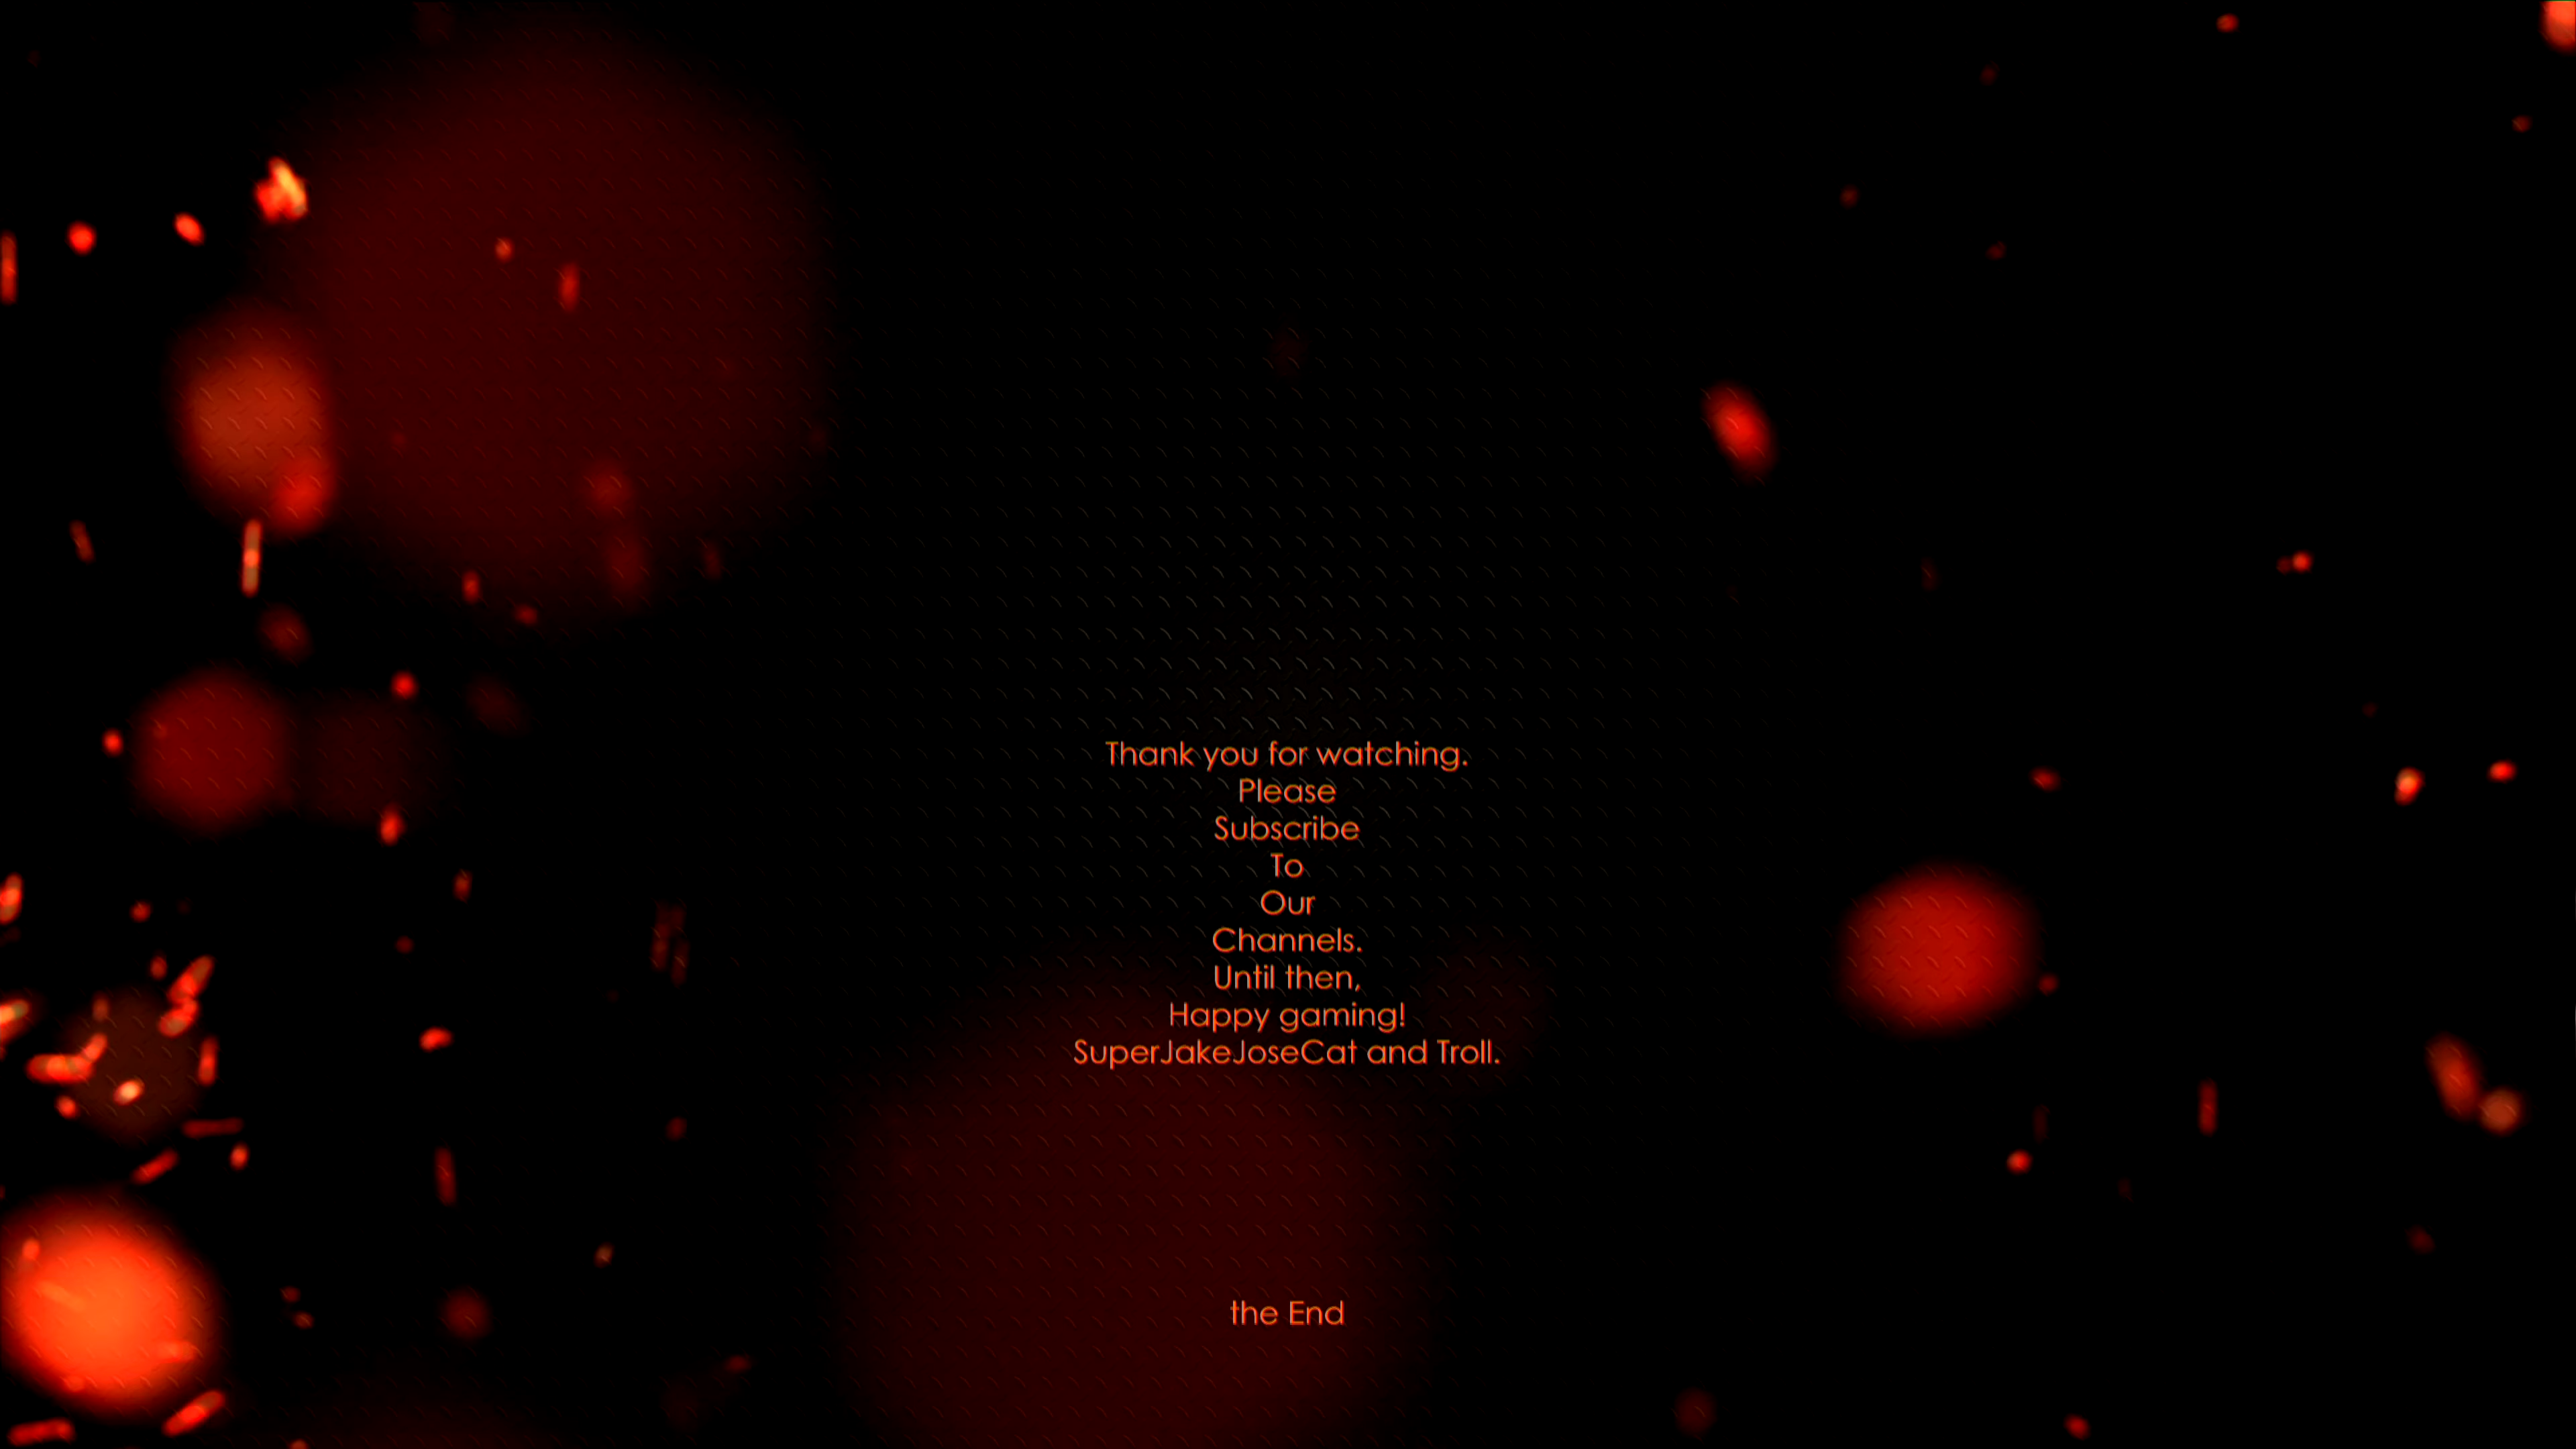 Thank you for watching.
Please
Subscribe
To
Our
Channels.
Until then,
Happy gaming!
SuperJakeJoseCat and Troll.
the End